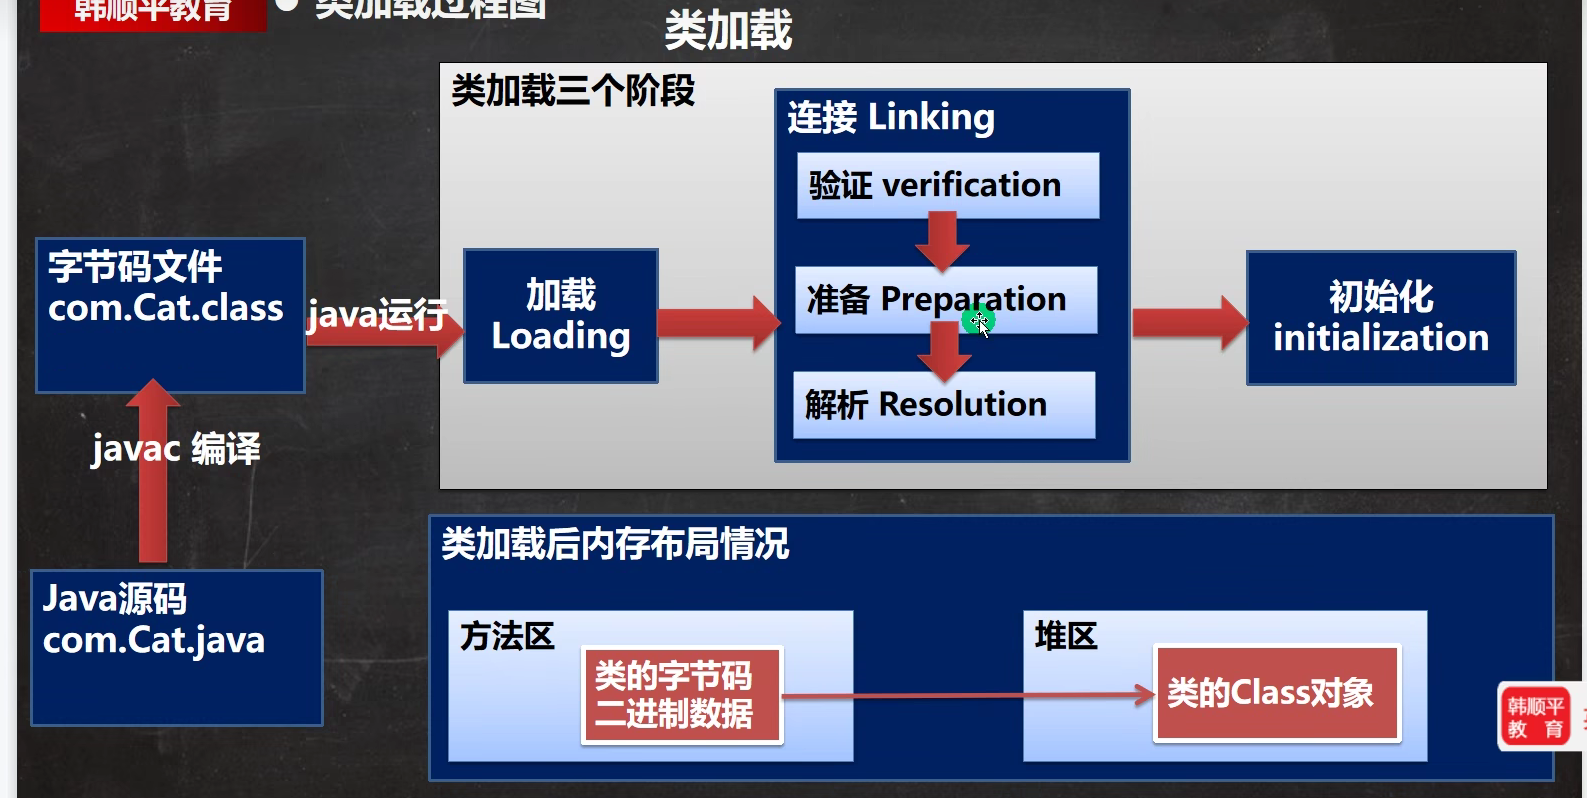 韩顺平教育
类加载过程图
类加载
类加载三个阶段
连接 Linking
验证 verification
准备 Preparation
解析 Resolution
字节码文件
com.Cat.class
java运行
加载
Loading
初始化
initialization
javac 编译
Java源码
com.Cat.java
类加载后内存布局情况
方法区
类的字节码
二进制数据
堆区
类的Class对象
韩顺平
教 育